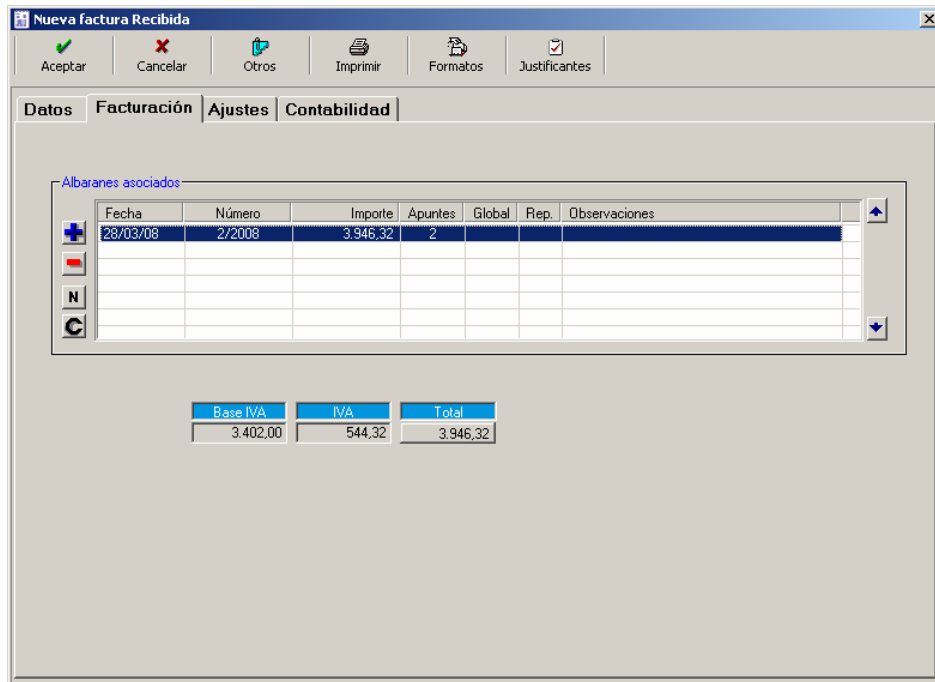 Nueva factura Recibida
Aceptar Cancelar Otros Imprimir Formatos Justificantes
Datos Facturación Ajustes Contabilidad
Albaranes asociados
Fecha Número Importe Apuntes Global Rep. Observaciones
28/03/08 2/2008 3.946,32 2
N
C
Base IVA IVA Total
3.402,00 544,32 3.946,32